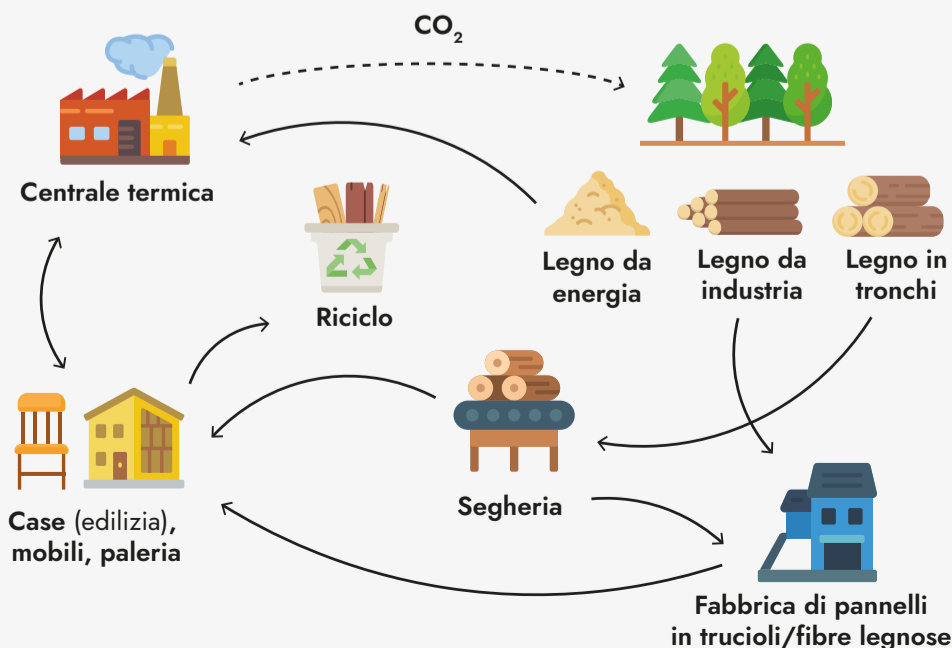 CO₂
Centrale termica
Legno da
energia
Legno da
industria
Legno in
tronchi
Riciclo
Segheria
Case (edilizia),
mobili, paleria
Fabbrica di pannelli
in trucioli/fibre legnose